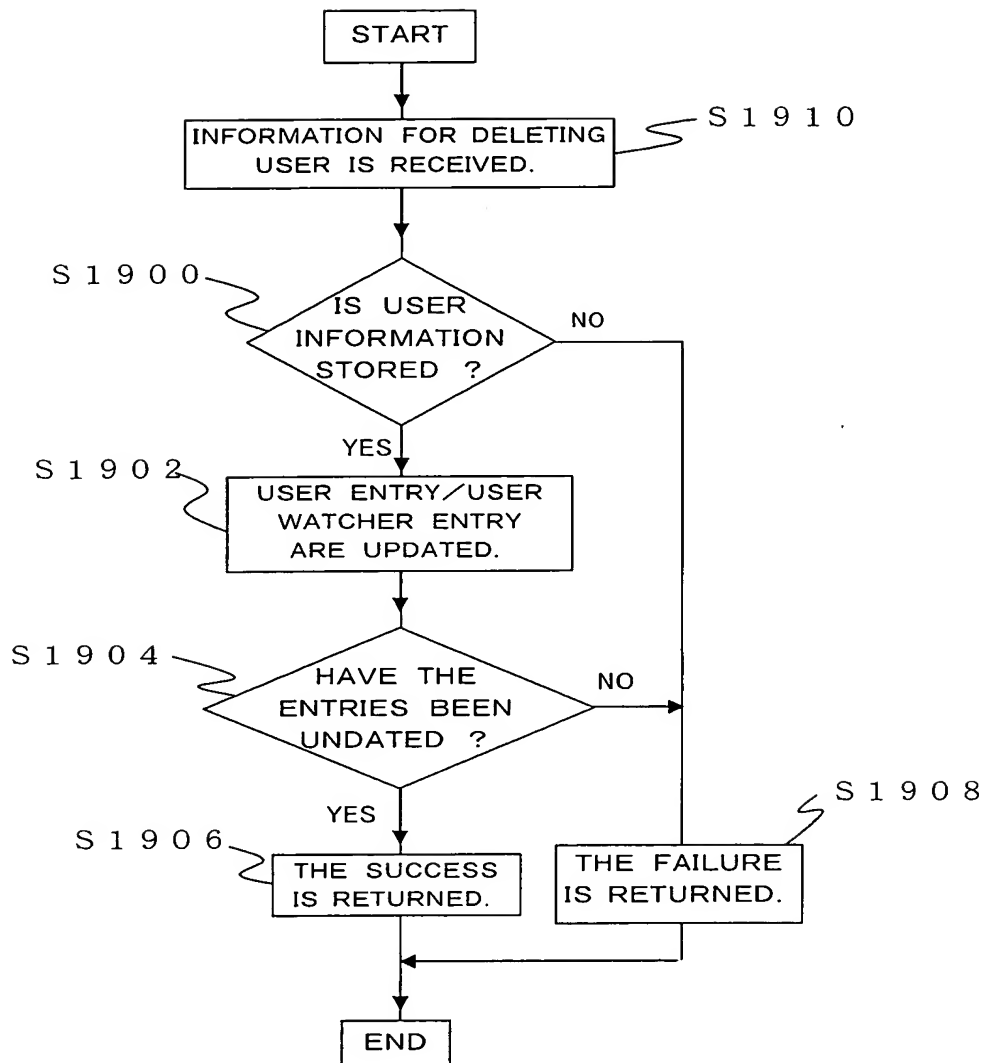 START
S1910
INFORMATION FOR DELETING
USER IS RECEIVED.
S1900
IS USER
INFORMATION
STORED ?
NO
YES
S1902
USER ENTRY/USER
WATCHER ENTRY
ARE UPDATED.
S1904
HAVE THE
ENTRIES BEEN
UNDATED ?
NO
YES
S1906
THE SUCCESS
IS RETURNED.
S1908
THE FAILURE
IS RETURNED.
END